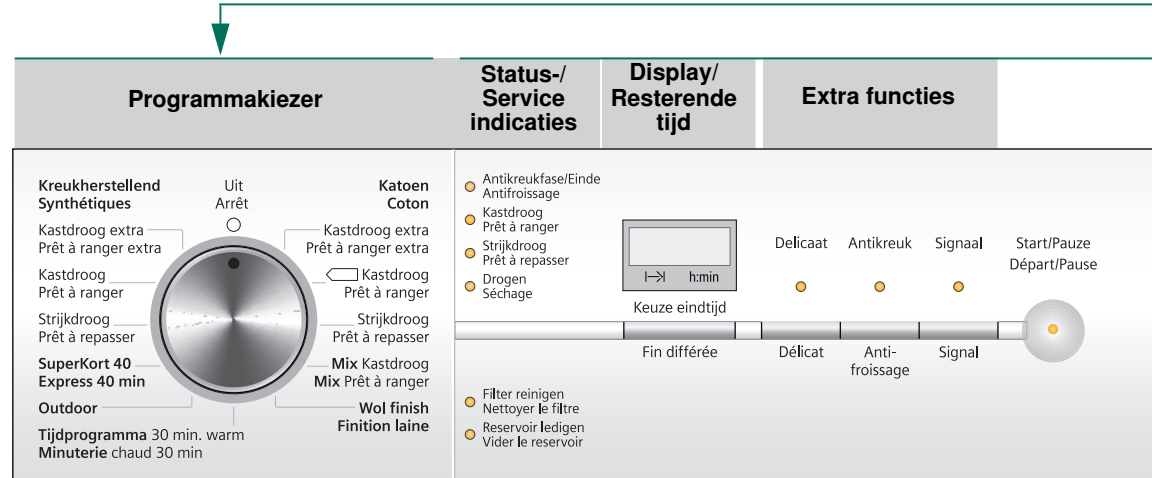 Programmakiezer
Status-/
Service
indicaties
Display/
Resterende
tijd
Extra functies
Kreukherstellend
Synthétiques
Kastdroog extra
Prêt à ranger extra
Kastdroog
Prêt à ranger
Strijkdroog
Prêt à repasser
SuperKort 40
Express 40 min
Outdoor
Tijdprogramma 30 min. warm
Minuterie chaud 30 min
Uit
Arrêt
Katoen
Coton
Kastdroog extra
Prêt à ranger extra
Kastdroog
Prêt à ranger
Strijkdroog
Prêt à repasser
Mix Kastdroog
Mix Prêt à ranger
Wol finish
Finition laine
Antikreukfase/Einde
Antifroissage
Kastdroog
Prêt à ranger
Strijkdroog
Prêt à repasser
Drogen
Séchage
Filter reinigen
Nettoyer le filtre
Reservoir ledigen
Vider le reservoir
h:min
Keuze eindtijd
Fin différée
Delicaat
Antikreuk
Signaal
Délicat
Anti-
froissage
Signal
Start/Pauze
Départ/Pause